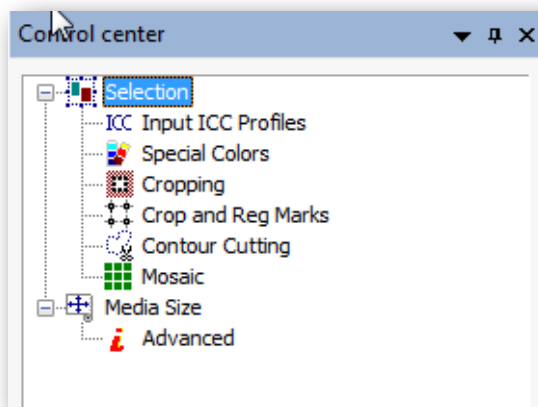 Control center
Selection
ICC Input ICC Profiles
Special Colors
Cropping
Crop and Reg Marks
Contour Cutting
Mosaic
Media Size
i Advanced